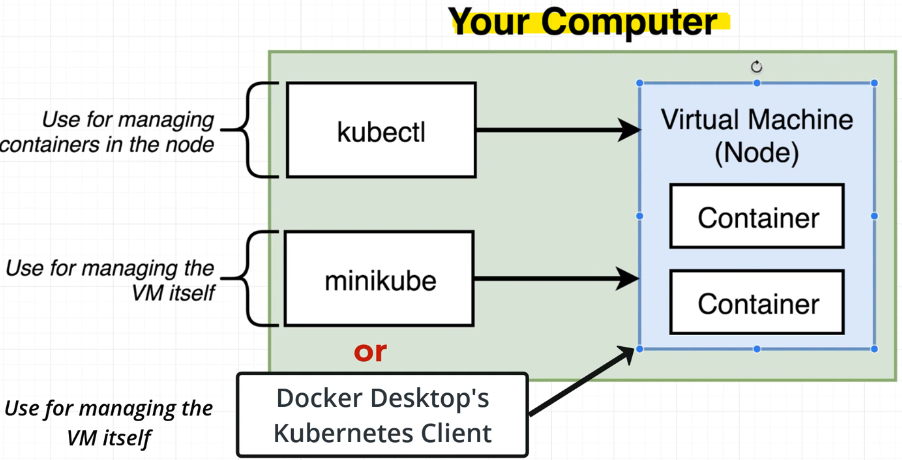 Your Computer
Use for managing
containers in the node
kubectl
Virtual Machine
(Node)
Container
Use for managing the
VM itself
minikube
Container
or
Use for managing the
VM itself
Docker Desktop's
Kubernetes Client